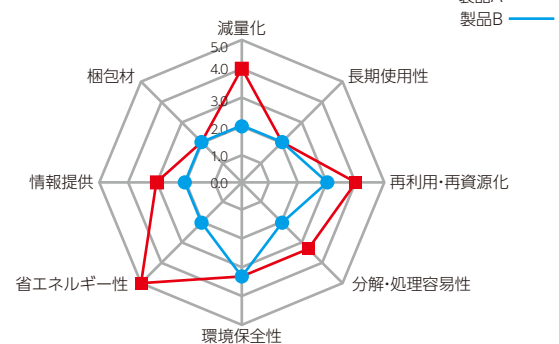 製品B
減量化
5.0
4.0
3.0
2.0
1.0
0.0
梱包材
長期使用性
情報提供
再利用・再資源化
省エネルギー性
分解・処理容易性
環境保全性